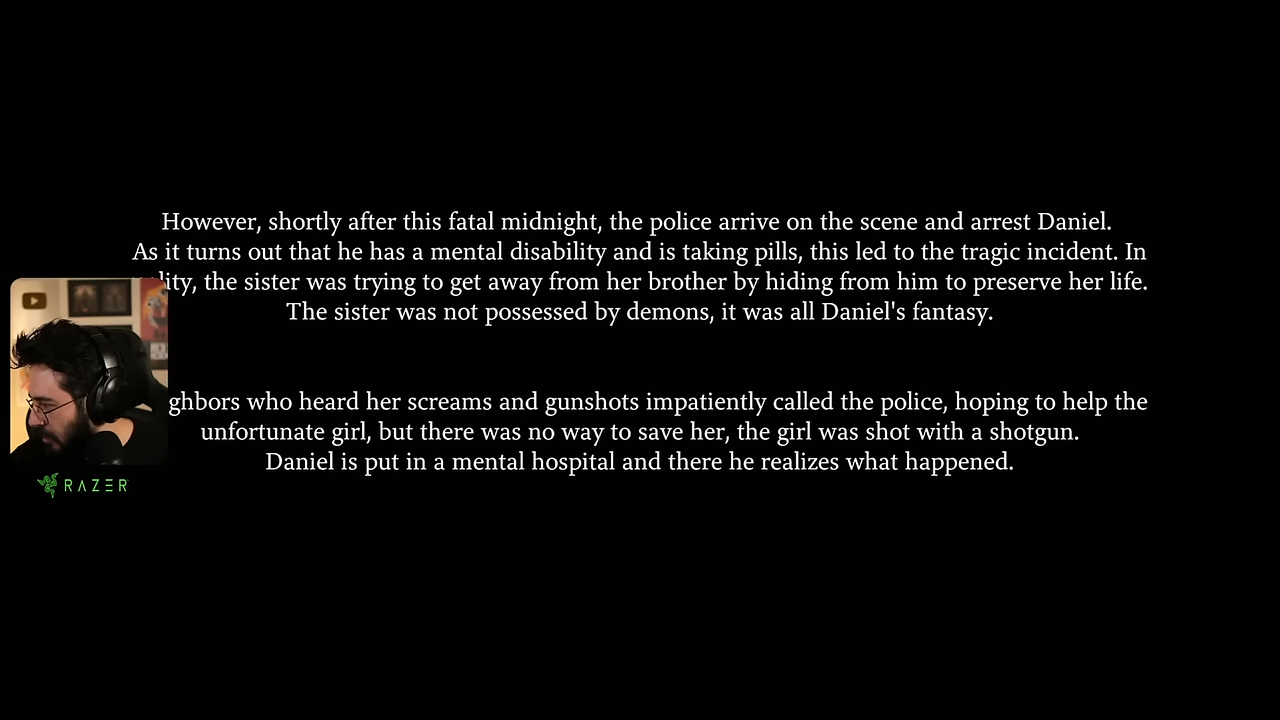 However, shortly after this fatal midnight, the police arrive on the scene and arrest Daniel.
As it turns out that he has a mental disability and is taking pills, this led to the tragic incident. In
the sister was trying to get away from her brother by hiding from him to preserve her life.
The sister was not possessed by demons, it was all Daniel's fantasy.
who heard her screams and gunshots impatiently called the police, hoping to help the
unfortunate girl, but there was no way to save her, the girl was shot with a shotgun.
Daniel is put in a mental hospital and there he realizes what happened.
RAZER